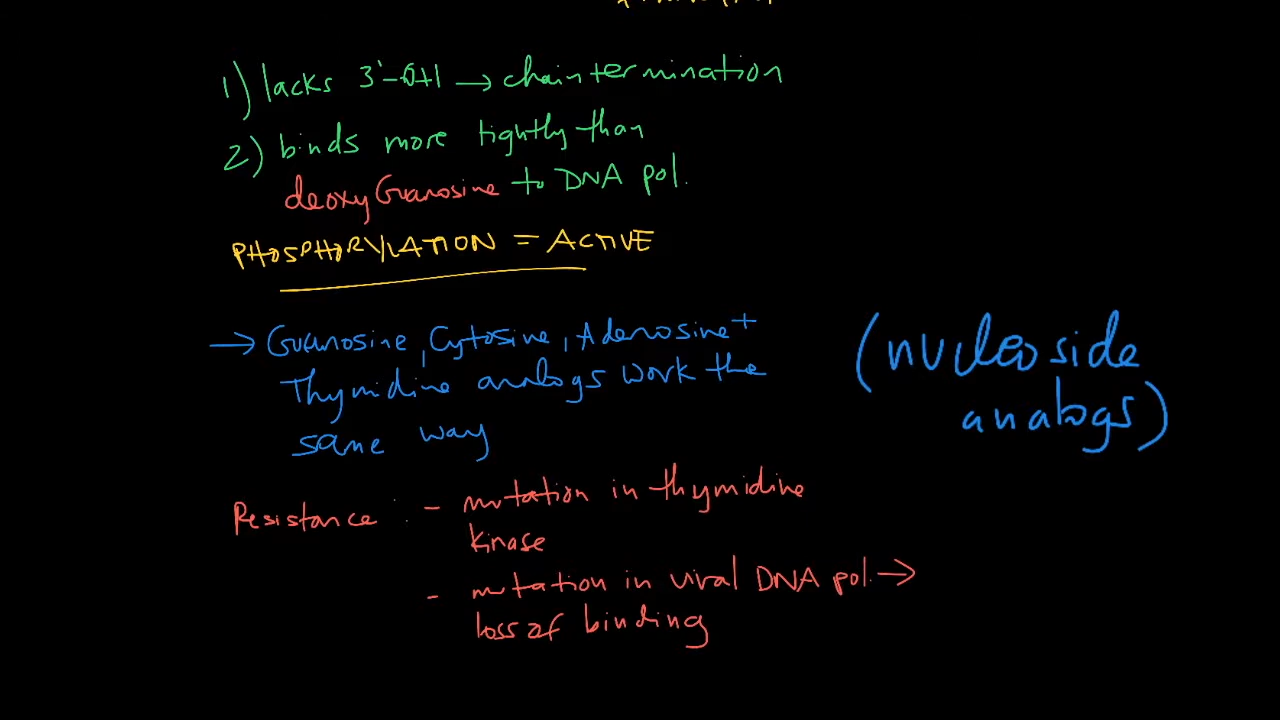 1) lacks 3'-OH → chain termination
2) binds more tightly than
deoxyGuanosine to DNA pol.
PHOSPHORYLATION = ACTIVE
→ Guanosine, Cytosine, Adenosine +
Thymidine analogs work the
same way
(nucleoside
analogs)
Resistance : - mutation in thymidine
kinase
- mutation in viral DNA pol. →
loss of binding